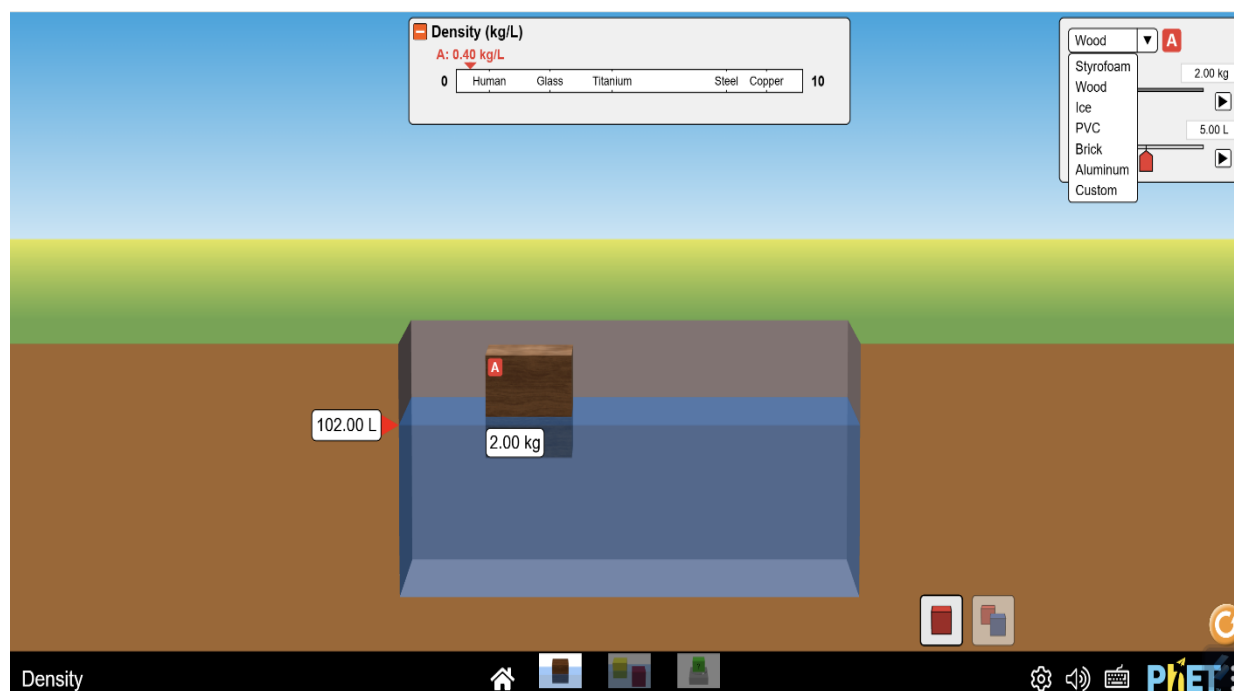 Density (kg/L)
A: 0.40 kg/L
0 Human Glass Titanium Steel Copper 10
Wood A
Styrofoam
Wood
Ice
PVC
Brick
Aluminum
Custom
2.00 kg
5.00 L
A
102.00 L
2.00 kg
Density
PhET